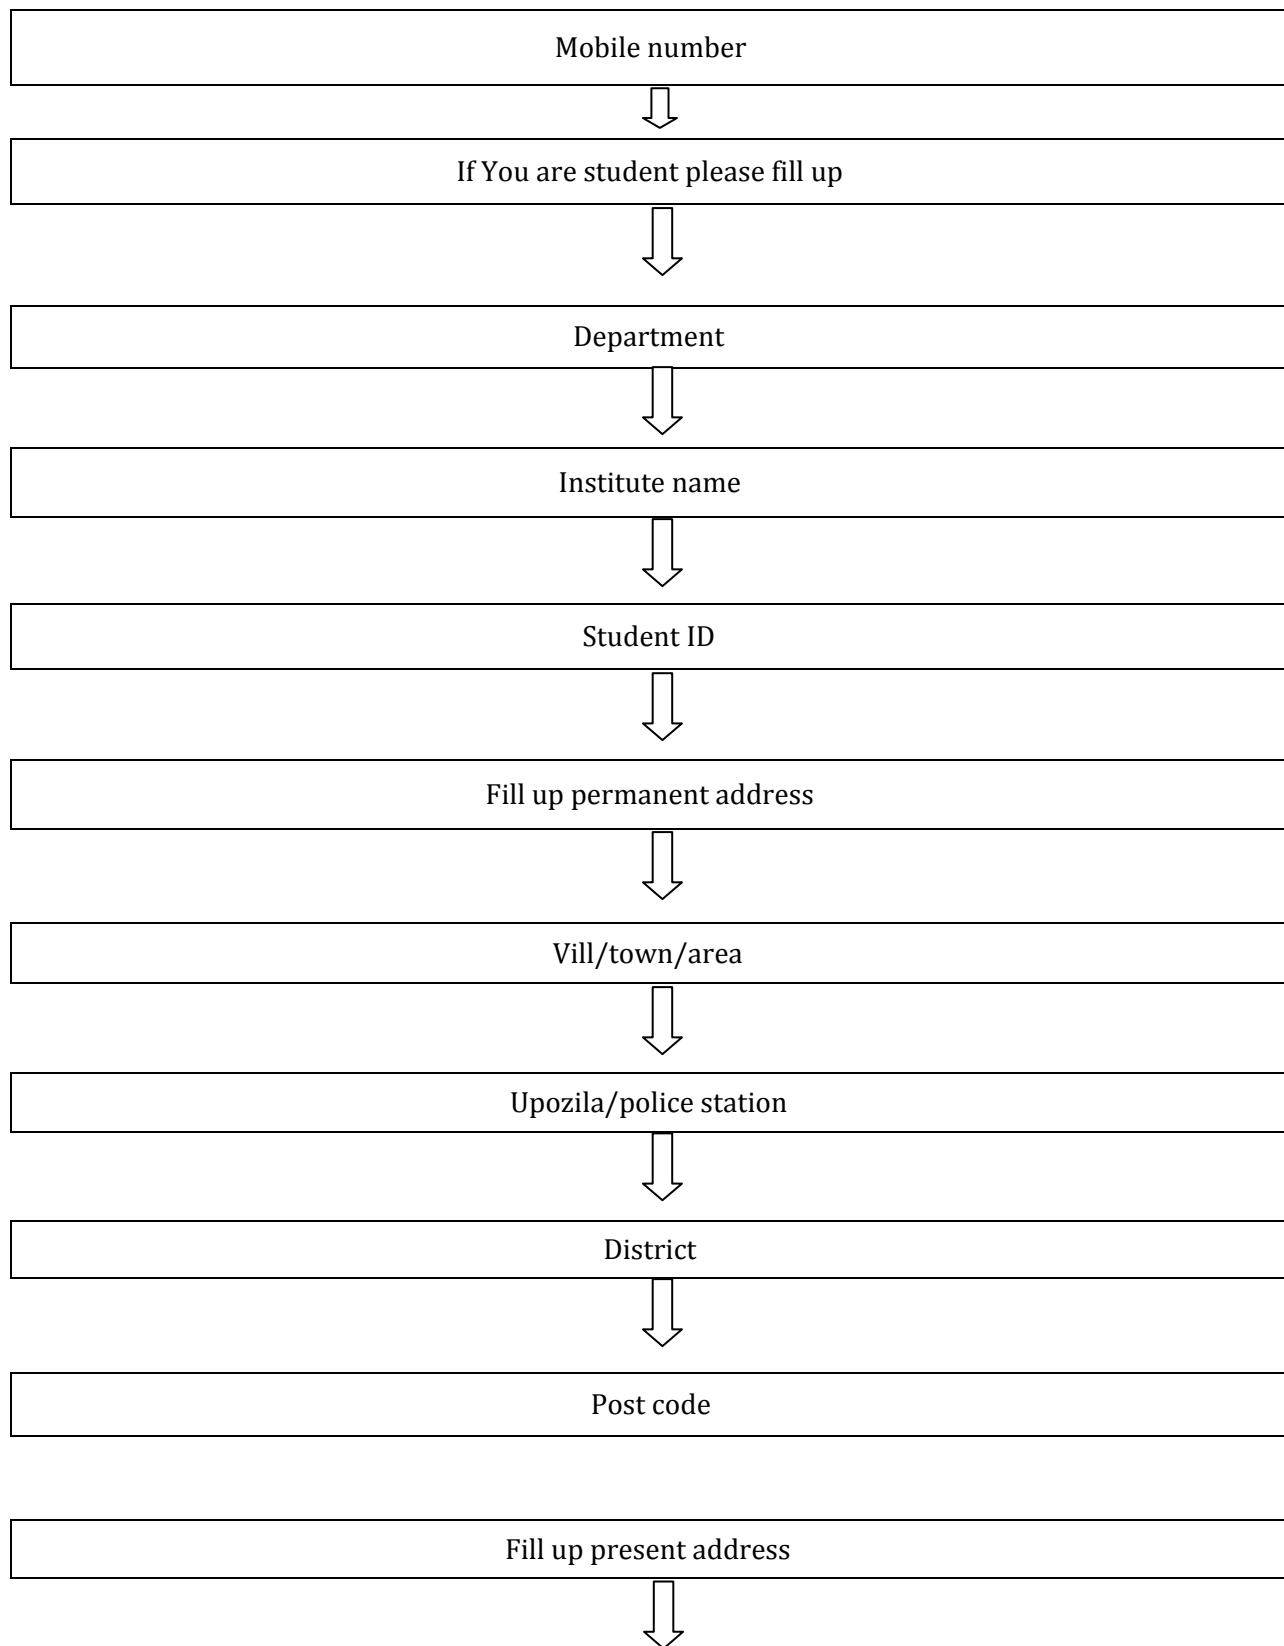 Mobile number
If You are student please fill up
Department
Institute name
Student ID
Fill up permanent address
Vill/town/area
Upozila/police station
District
Post code
Fill up present address